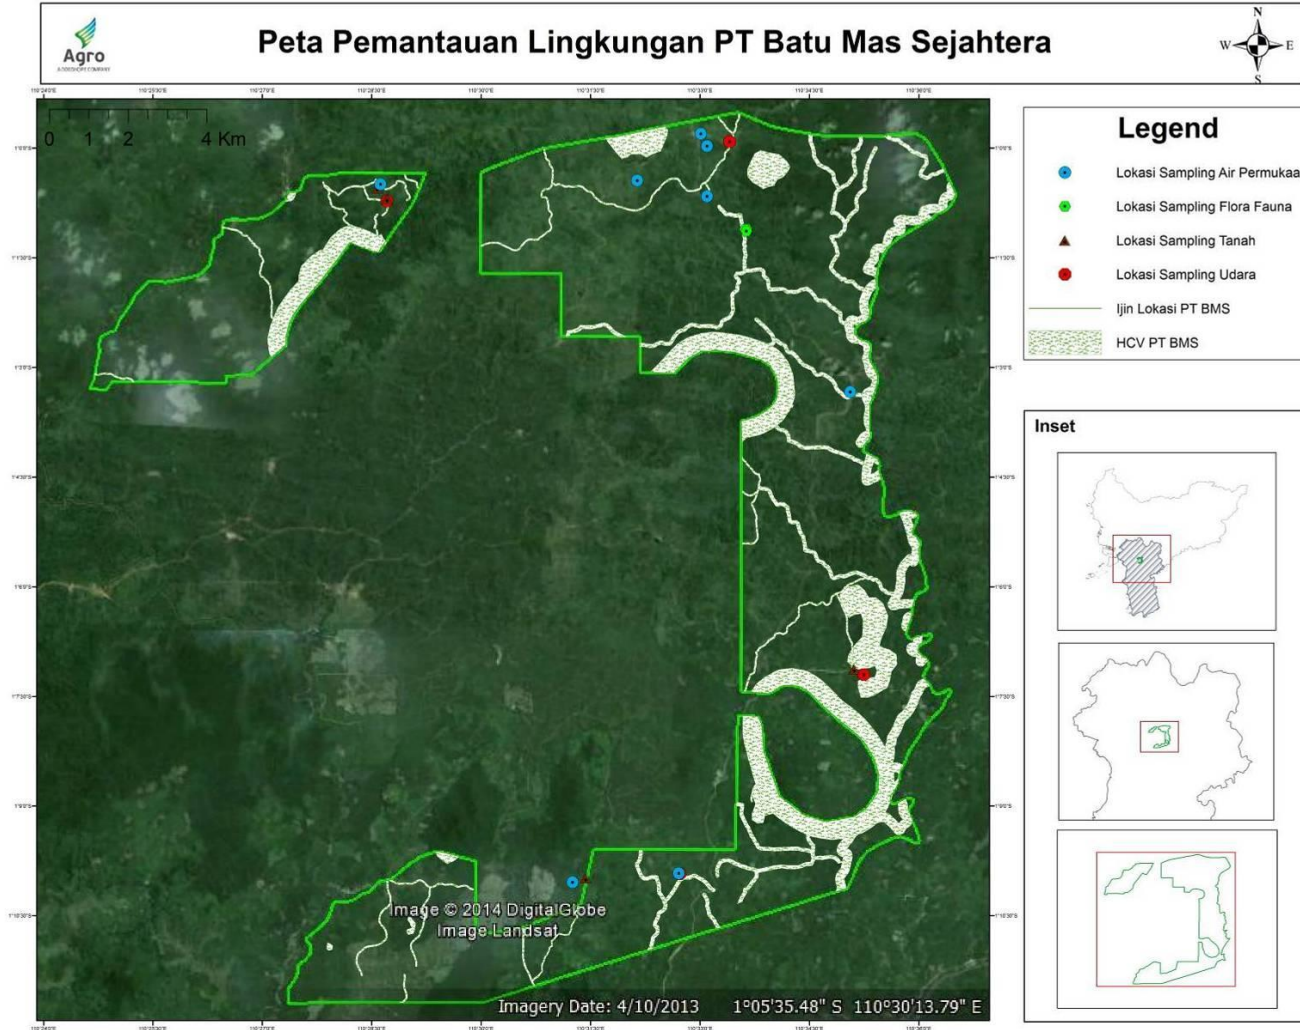 Agro
Peta Pemantauan Lingkungan PT Batu Mas Sejahtera
N
W
E
S
0 1 2 4 Km
Legend
Lokasi Sampling Air Permukaa
Lokasi Sampling Flora Fauna
Lokasi Sampling Tanah
Lokasi Sampling Udara
Ijin Lokasi PT BMS
HCV PT BMS
Inset
Image © 2014 DigitalGlobe
Image Landsat
Imagery Date: 4/10/2013 1°05'35.48" S 110°30'13.79" E